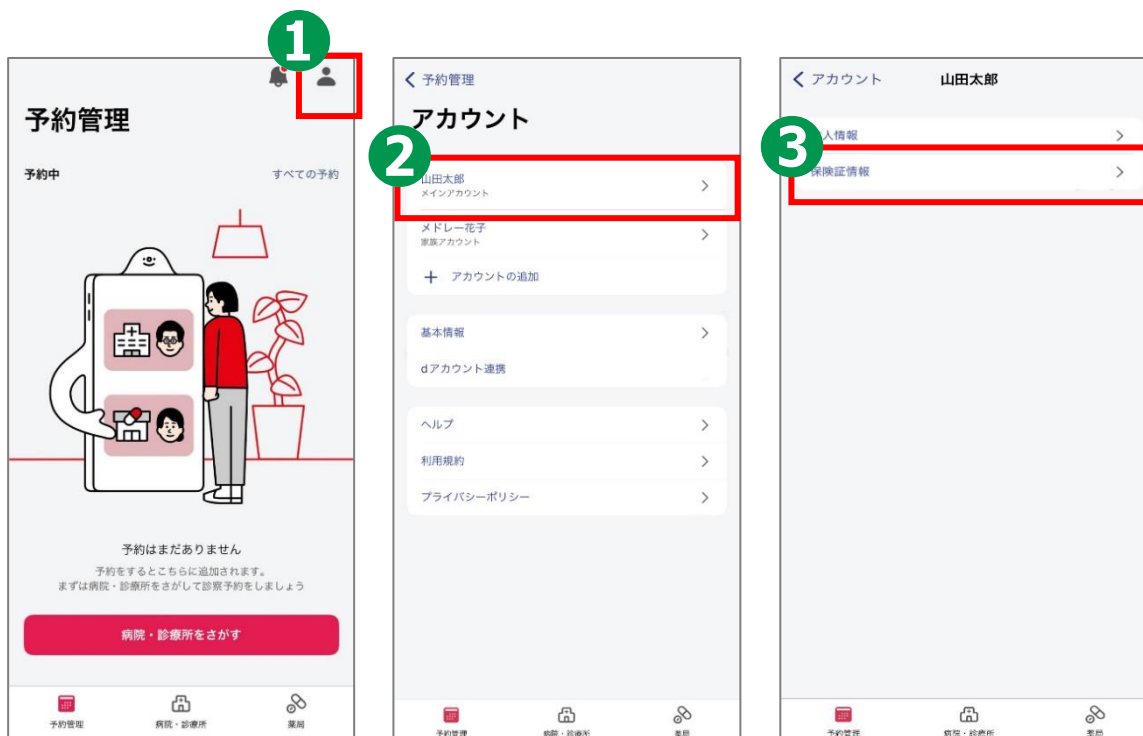 1
予約管理
予約中
すべての予約
予約はまだありません
予約をするとこちらに追加されます。
まずは病院・診療所をさがして診察予約をしましょう
病院・診療所をさがす
予約管理
病院・診療所
薬局
予約管理
アカウント
2
山田太郎
メインアカウント
メドレー花子
家族アカウント
アカウントの追加
基本情報
dアカウント連携
ヘルプ
利用規約
プライバシーポリシー
予約管理
病院・診療所
薬局
アカウント
山田太郎
3
人情報
保険証情報
予約管理
病院・診療所
薬局